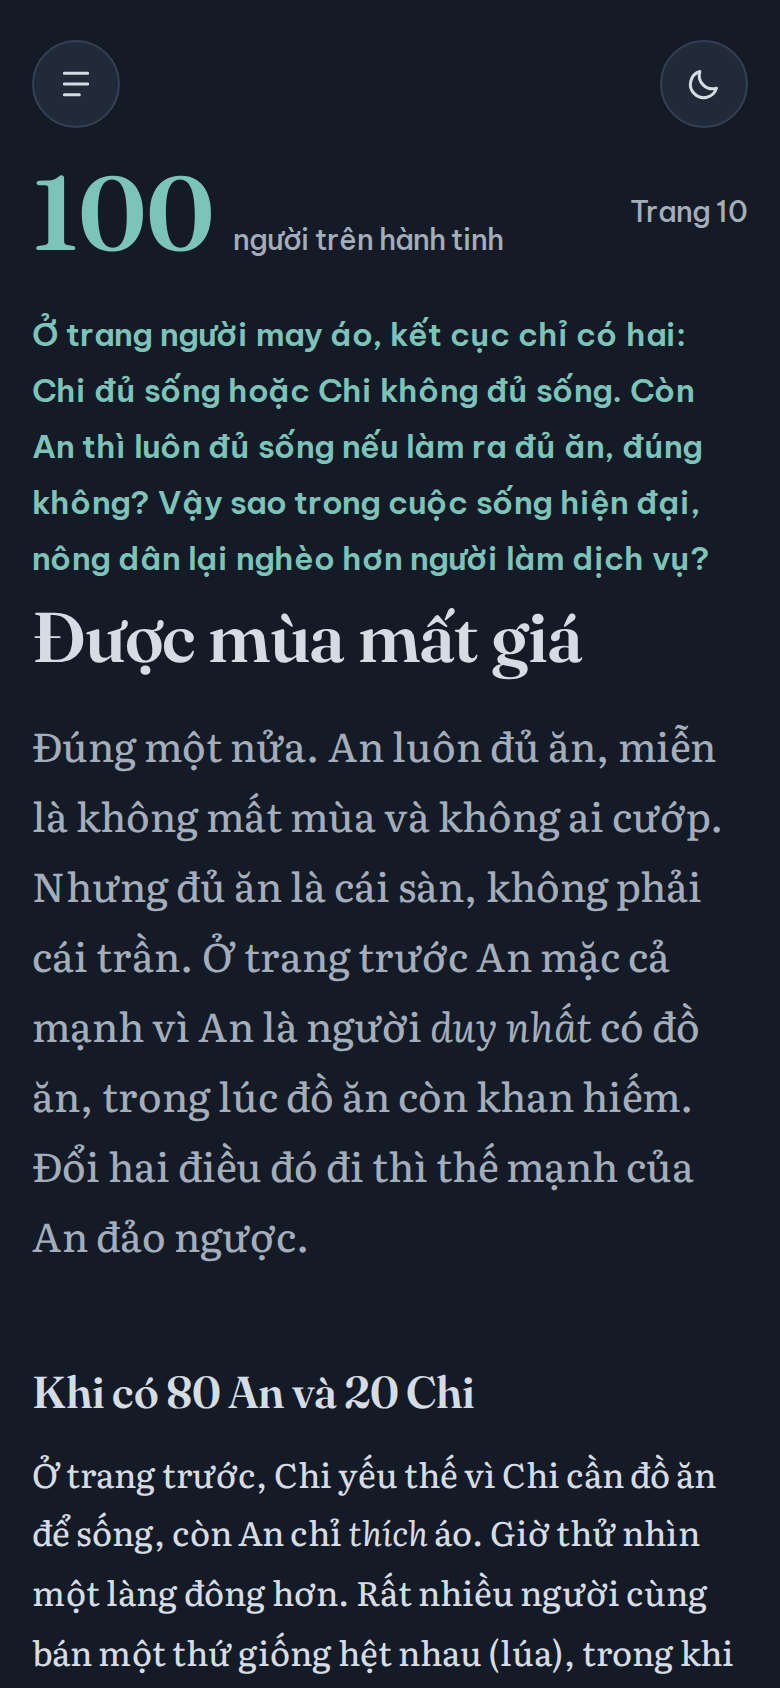 100 người trên hành tinh
Trang 10
Ở trang người may áo, kết cục chỉ có hai:
Chi đủ sống hoặc Chi không đủ sống. Còn
An thì luôn đủ sống nếu làm ra đủ ăn, đúng
không? Vậy sao trong cuộc sống hiện đại,
nông dân lại nghèo hơn người làm dịch vụ?
Được mùa mất giá
Đúng một nửa. An luôn đủ ăn, miễn
là không mất mùa và không ai cướp.
Nhưng đủ ăn là cái sàn, không phải
cái trần. Ở trang trước An mặc cả
mạnh vì An là người duy nhất có đồ
ăn, trong lúc đồ ăn còn khan hiếm.
Đổi hai điều đó đi thì thế mạnh của
An đảo ngược.
Khi có 80 An và 20 Chi
Ở trang trước, Chi yếu thế vì Chi cần đồ ăn
để sống, còn An chỉ thích áo. Giờ thử nhìn
một làng đông hơn. Rất nhiều người cùng
bán một thứ giống hệt nhau (lúa), trong khi